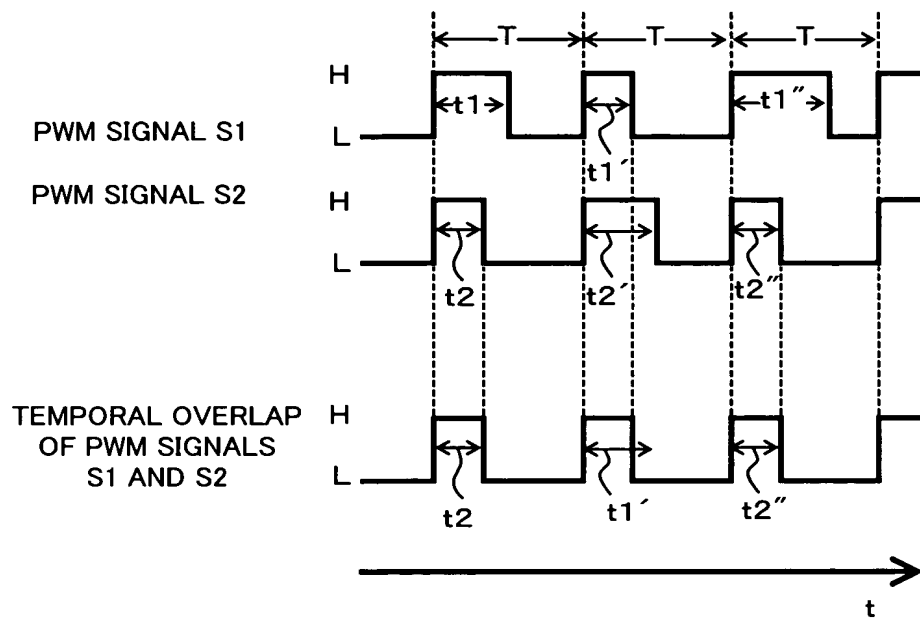 T T T
H
t1 t1″
PWM SIGNAL S1
L
t1′
PWM SIGNAL S2
H
L
t2 t2′ t2″
TEMPORAL OVERLAP
OF PWM SIGNALS
S1 AND S2
H
L
t2 t1′ t2″
t